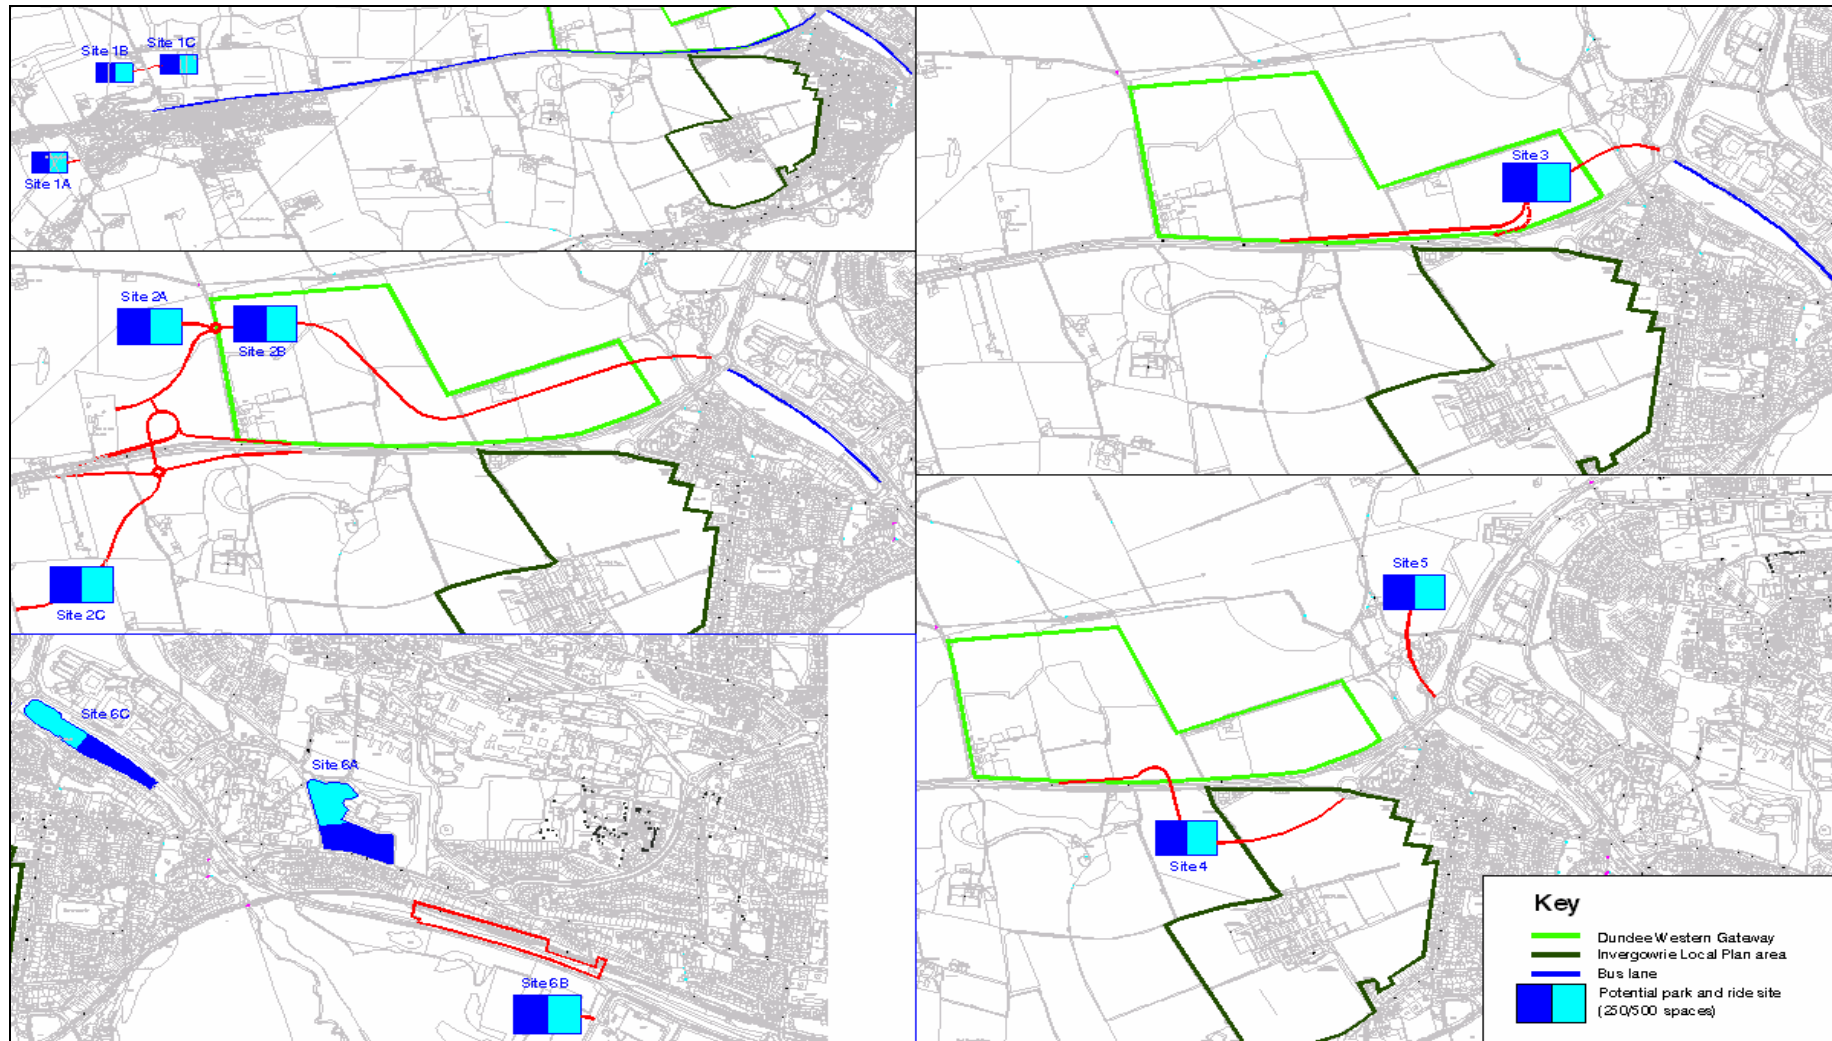 Site 1B
Site 1C
Site 1A
Site 3
Site 2A
Site 2B
Site 2C
Site 5
Site 4
Site 6C
Site 6A
Site 6B
Key
Dundee Western Gateway
Invergowrie Local Plan area
Bus lane
Potential park and ride site
(250/500 spaces)